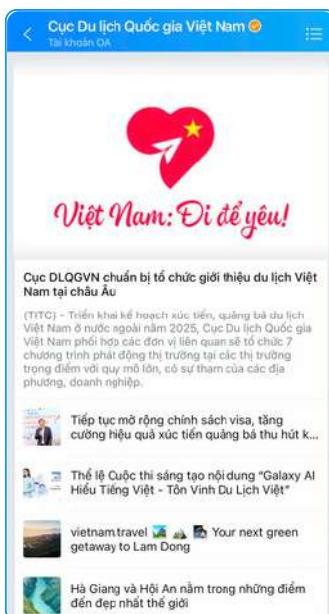 Cục Du lịch Quốc gia Việt Nam
Tài khoản OA
Việt Nam: Đi để yêu!
Cục DLQGVN chuẩn bị tổ chức giới thiệu du lịch Việt
Nam tại châu Âu
(TITC) - Triển khai kế hoạch xúc tiến, quảng bá du lịch
Việt Nam ở nước ngoài năm 2025, Cục Du lịch Quốc gia
Việt Nam phối hợp các đơn vị liên quan sẽ tổ chức 7
chương trình phát động thị trường tại các thị trường
trọng điểm với quy mô lớn, có sự tham của các địa
phương, doanh nghiệp.
Tiếp tục mở rộng chính sách visa, tăng
cường hiệu quả xúc tiến quảng bá thu hút k...
Thể lệ Cuộc thi sáng tạo nội dung “Galaxy AI
Hiểu Tiếng Việt - Tôn Vinh Du Lịch Việt”
vietnam.travel 🏞️ ⛰️ 🏞️ Your next green
getaway to Lam Dong
Hà Giang và Hội An nằm trong những điểm
đến đẹp nhất thế giới